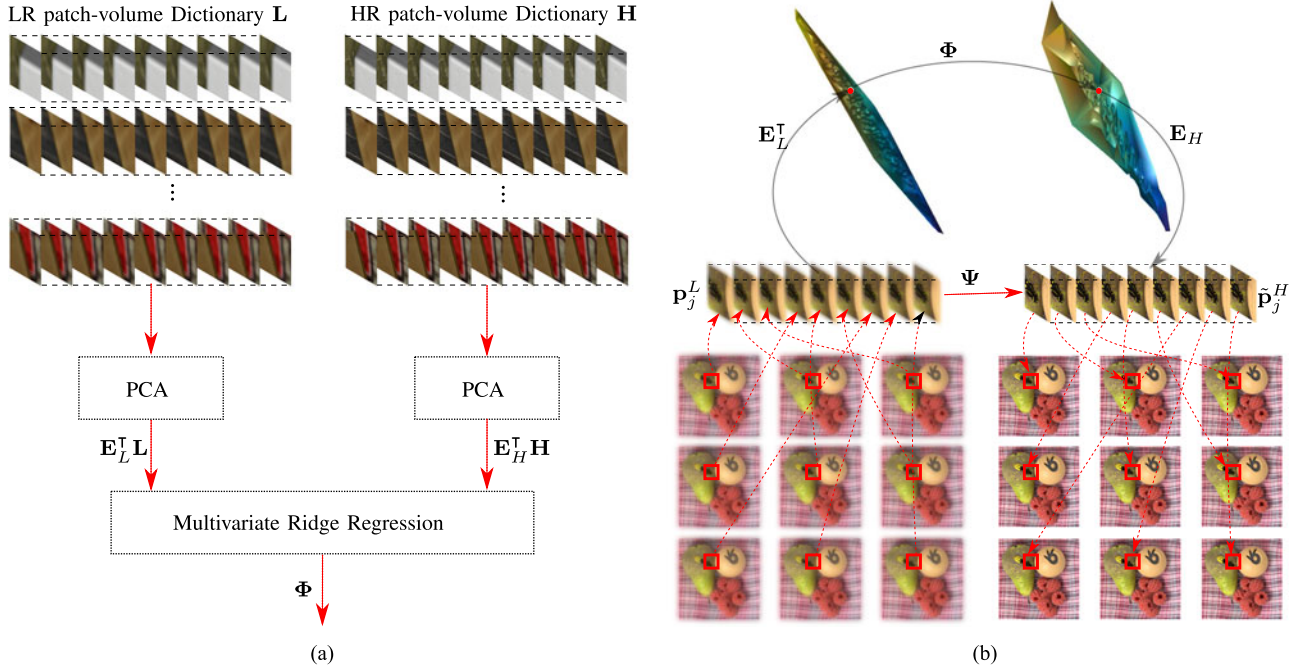 LR patch-volume Dictionary L
HR patch-volume Dictionary H
⋮
⋮
PCA
PCA
E_L^⊤ L
E_H^⊤ H
Multivariate Ridge Regression
Φ
(a)
Φ
E_L^⊤
E_H
p_j^L
Ψ
p̃_j^H
(b)